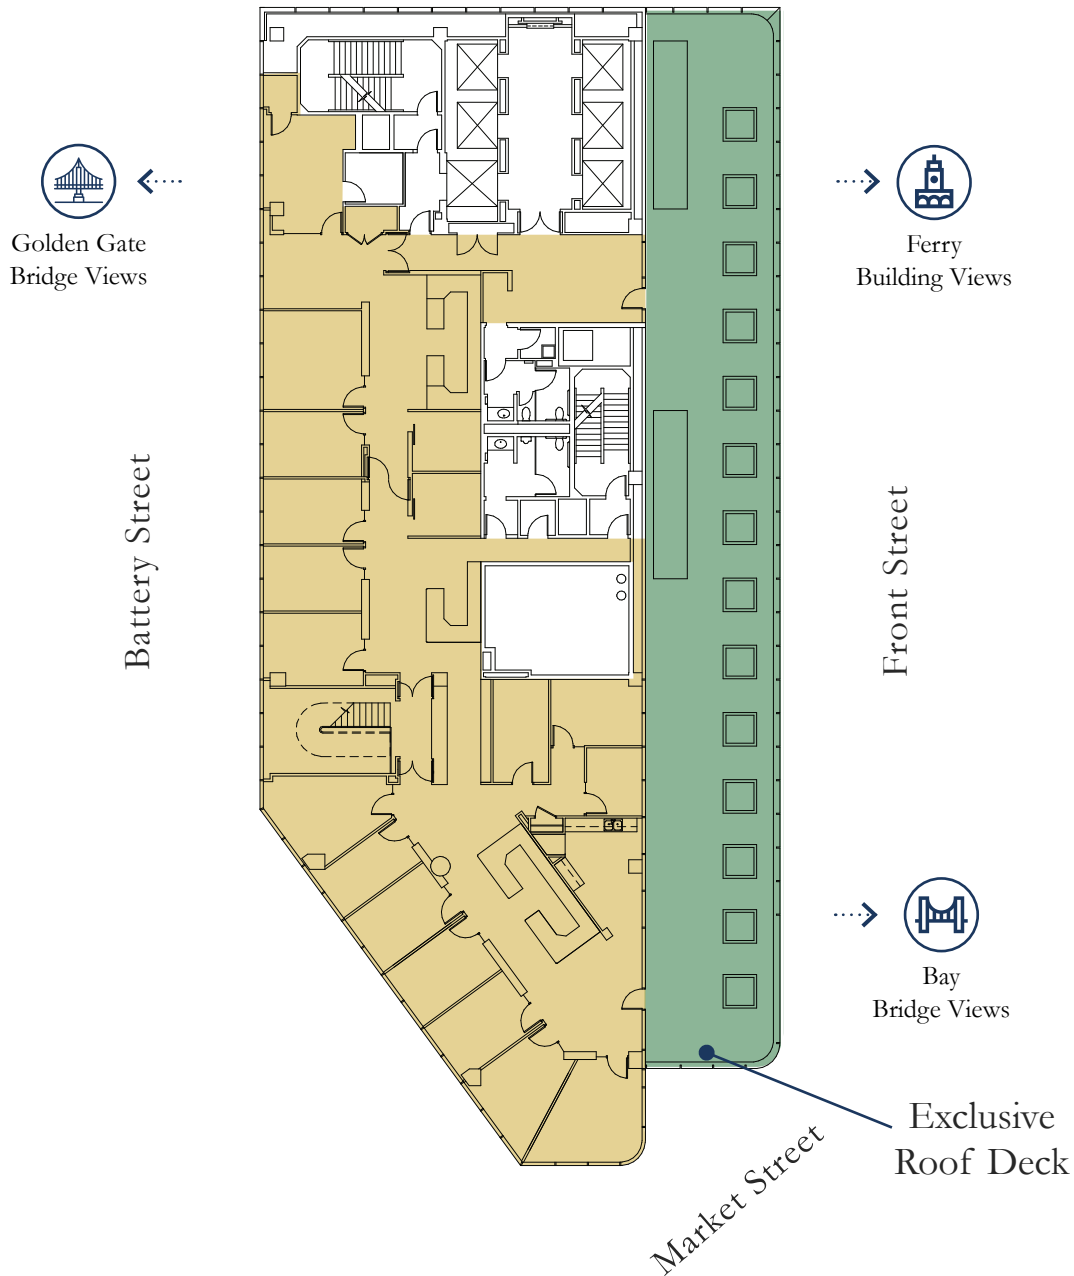 Golden Gate
Bridge Views
Ferry
Building Views
Battery Street
Front Street
Bay
Bridge Views
Exclusive
Roof Deck
Market Street